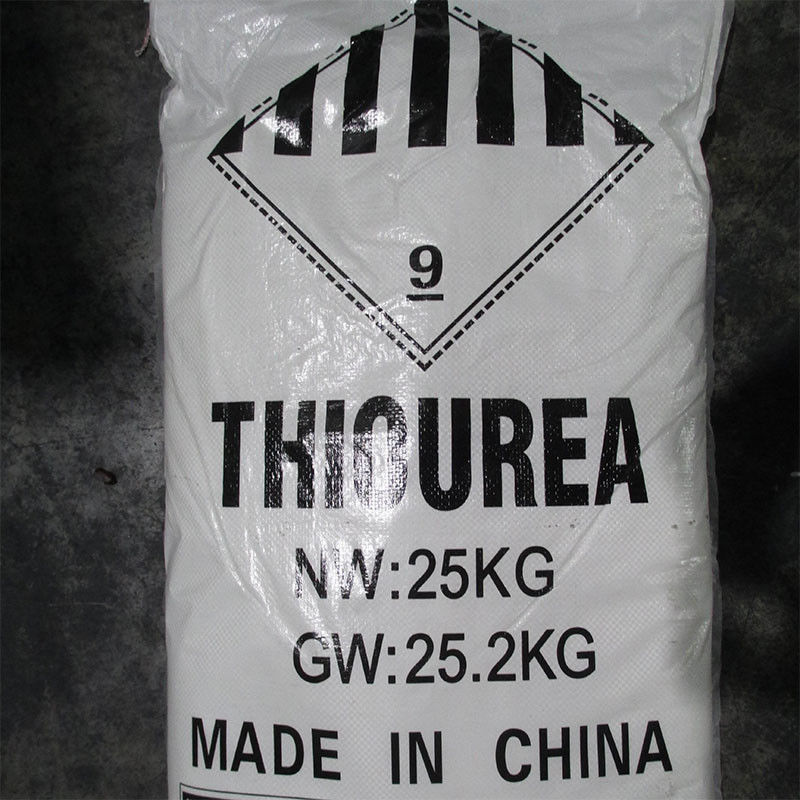 9
THIOUREA
NW:25KG
GW:25.2KG
MADE IN CHINA